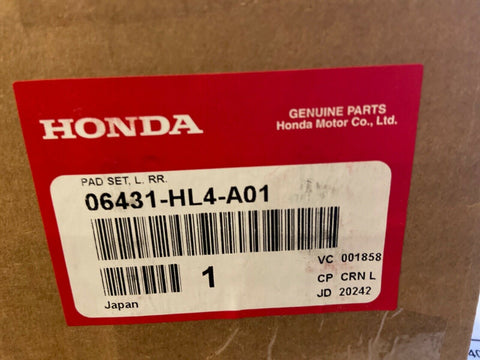 HONDA
GENUINE PARTS
Honda Motor Co., Ltd.
PAD SET, L. RR.
06431-HL4-A01
VC 001858
1
CP CRN L
JD 20242
Japan